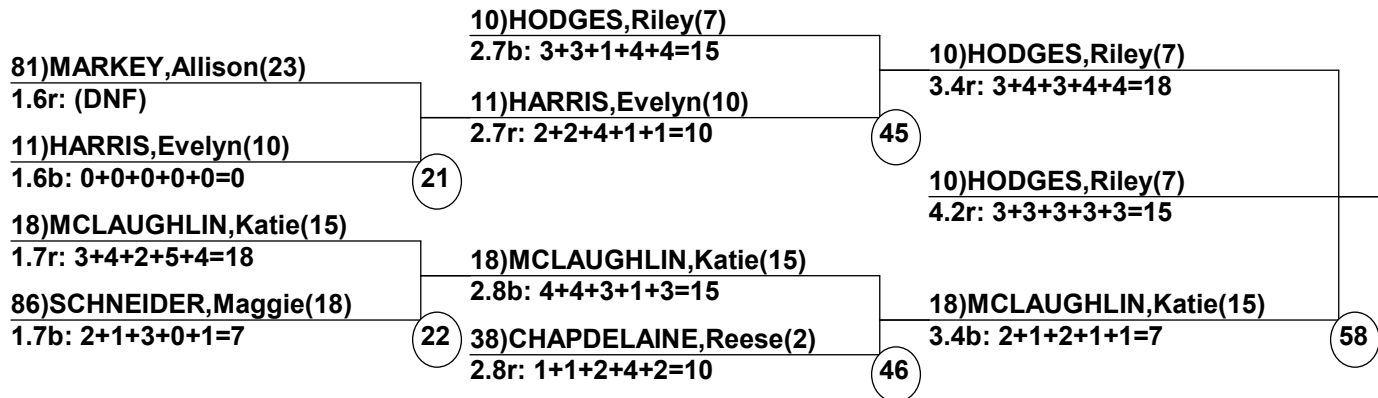 81)MARKEY,Allison(23)
1.6r: (DNF)
11)HARRIS,Evelyn(10)
1.6b: 0+0+0+0+0=0
21
18)MCLAUGHLIN,Katie(15)
1.7r: 3+4+2+5+4=18
86)SCHNEIDER,Maggie(18)
1.7b: 2+1+3+0+1=7
22
10)HODGES,Riley(7)
2.7b: 3+3+1+4+4=15
11)HARRIS,Evelyn(10)
2.7r: 2+2+4+1+1=10
45
18)MCLAUGHLIN,Katie(15)
2.8b: 4+4+3+1+3=15
38)CHAPDELAINE,Reese(2)
2.8r: 1+1+2+4+2=10
46
10)HODGES,Riley(7)
3.4r: 3+4+3+4+4=18
10)HODGES,Riley(7)
4.2r: 3+3+3+3+3=15
18)MCLAUGHLIN,Katie(15)
3.4b: 2+1+2+1+1=7
58